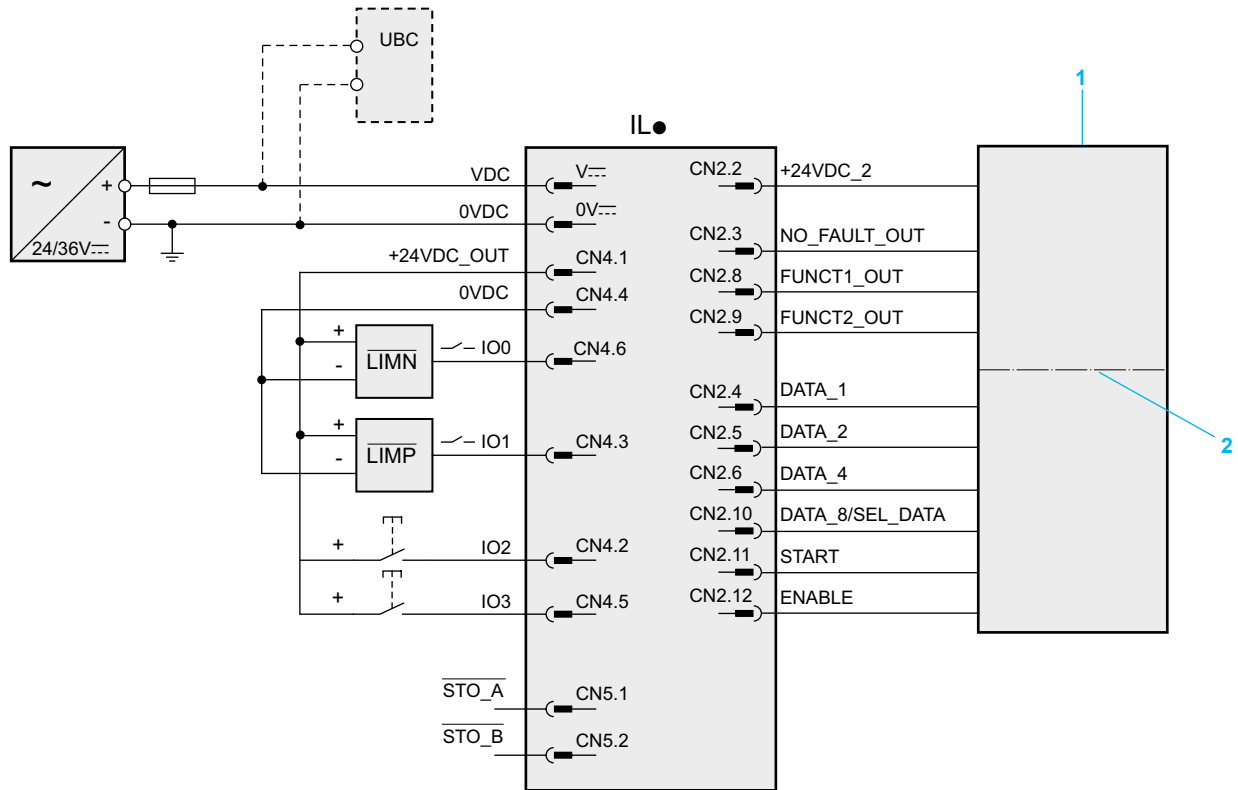 UBC
1
IL●
~
+
-
24/36V⎓
VDC
V⎓
0VDC
0V⎓
+24VDC_OUT
CN4.1
0VDC
CN4.4
+
-
LIMN
IO0
CN4.6
+
-
LIMP
IO1
CN4.3
+
IO2
CN4.2
+
IO3
CN4.5
STO_A
CN5.1
STO_B
CN5.2
CN2.2
+24VDC_2
CN2.3
NO_FAULT_OUT
CN2.8
FUNCT1_OUT
CN2.9
FUNCT2_OUT
CN2.4
DATA_1
CN2.5
DATA_2
CN2.6
DATA_4
CN2.10
DATA_8/SEL_DATA
CN2.11
START
CN2.12
ENABLE
2